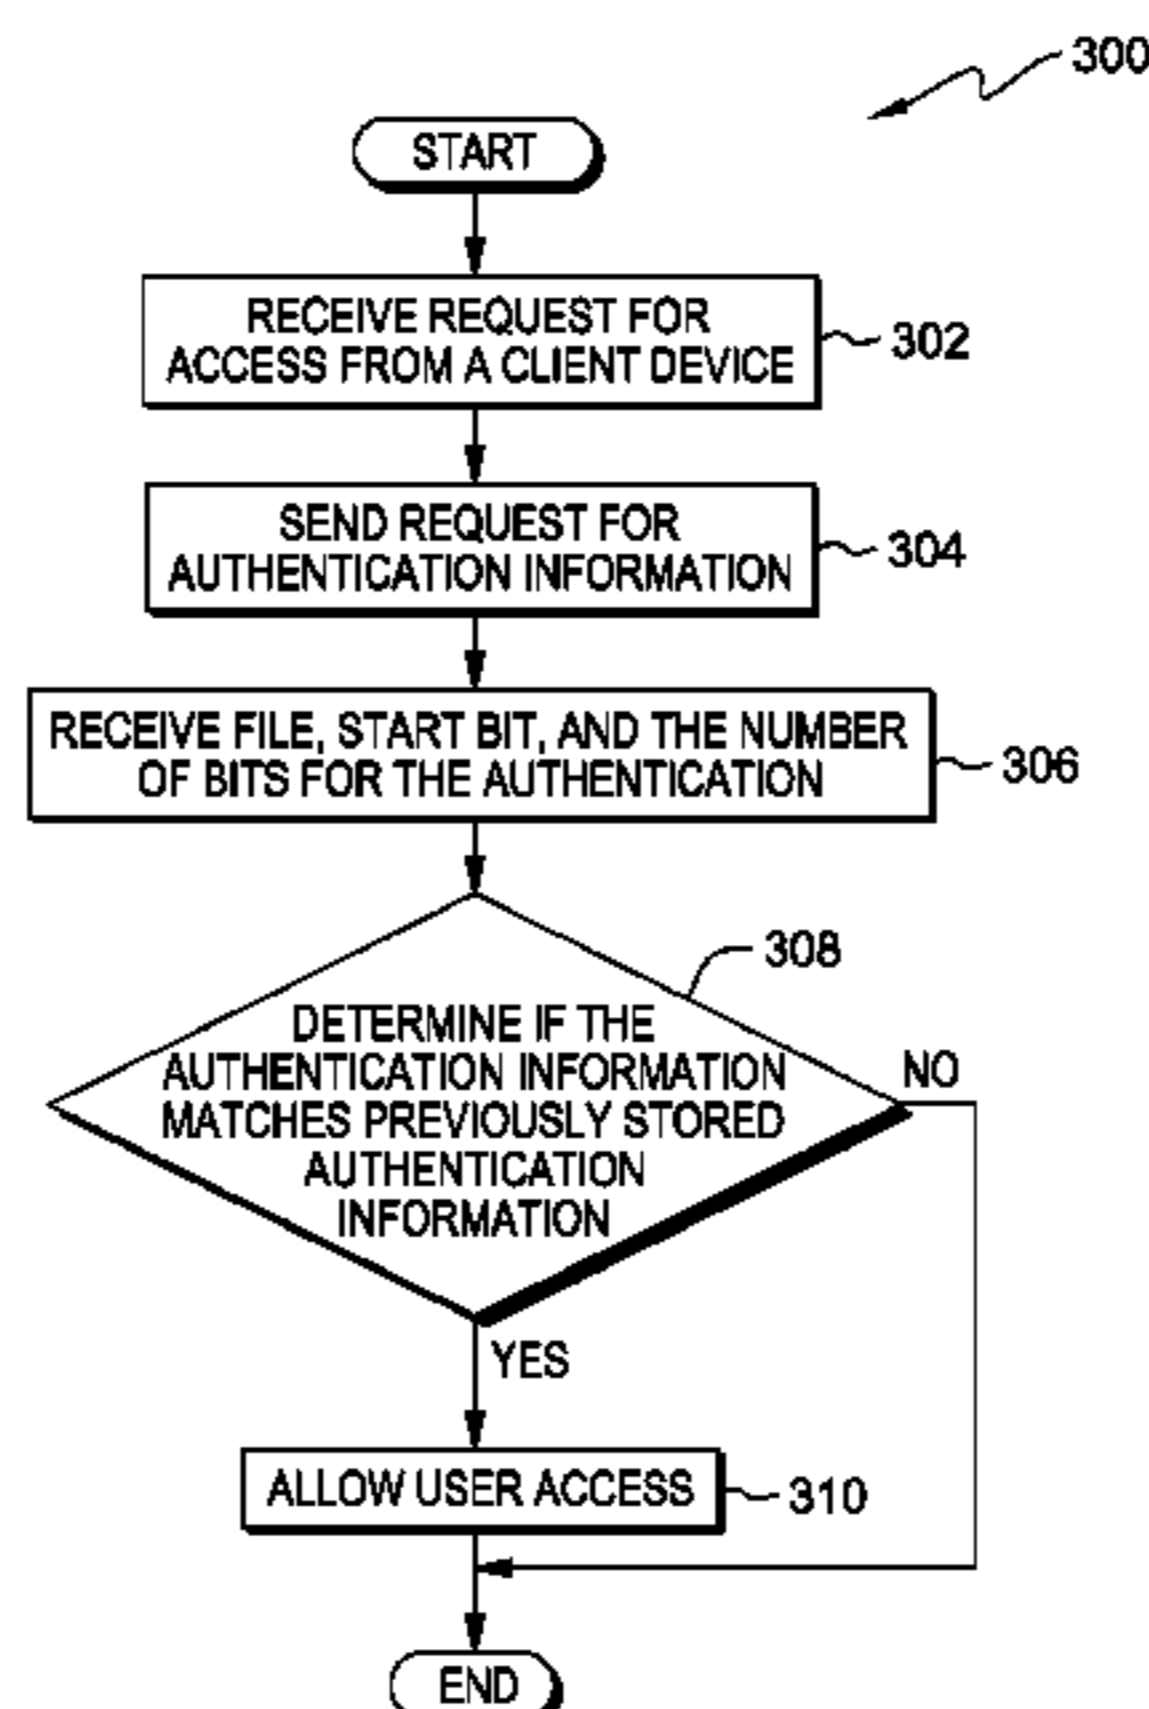 300
START
RECEIVE REQUEST FOR
ACCESS FROM A CLIENT DEVICE
302
SEND REQUEST FOR
AUTHENTICATION INFORMATION
304
RECEIVE FILE, START BIT, AND THE NUMBER
OF BITS FOR THE AUTHENTICATION
306
308
DETERMINE IF THE
AUTHENTICATION INFORMATION
MATCHES PREVIOUSLY STORED
AUTHENTICATION
INFORMATION
NO
YES
ALLOW USER ACCESS
310
END